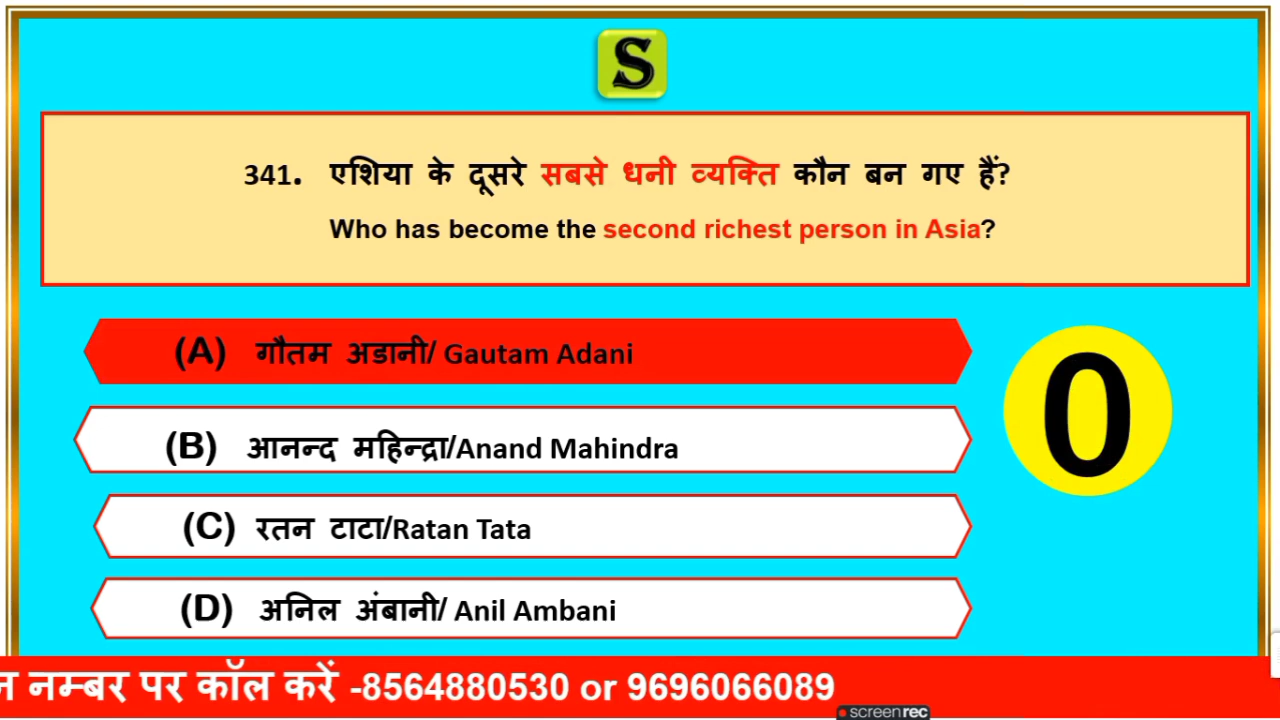 S
341. एशिया के दूसरे सबसे धनी व्यक्ति कौन बन गए हैं?
Who has become the second richest person in Asia?
(A) गौतम अडानी/ Gautam Adani
0
(B) आनन्द महिन्द्रा/Anand Mahindra
(C) रतन टाटा/Ratan Tata
(D) अनिल अंबानी/ Anil Ambani
न नम्बर पर कॉल करें -8564880530 or 9696066089
screenrec